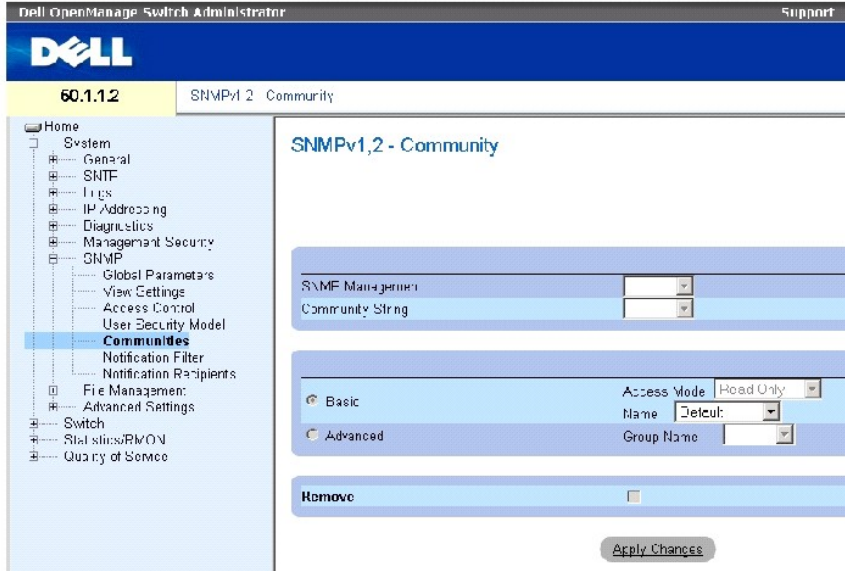 Dell OpenManage Switch Administrator Support
DELL
60.1.1.2 SNMPv1 2 Community
Home
System
General
SNTP
Logs
IP Addressing
Diagnostics
Management Security
SNMP
Global Parameters
View Settings
Access Control
User Security Model
Communities
Notification Filter
Notification Recipients
File Management
Advanced Settings
Switch
Statistics/RMON
Quality of Service
SNMPv1,2 - Community
SNMP Management
Community String
Basic Access Mode Read Only
Name Default
Advanced Group Name
Remove
Apply Changes